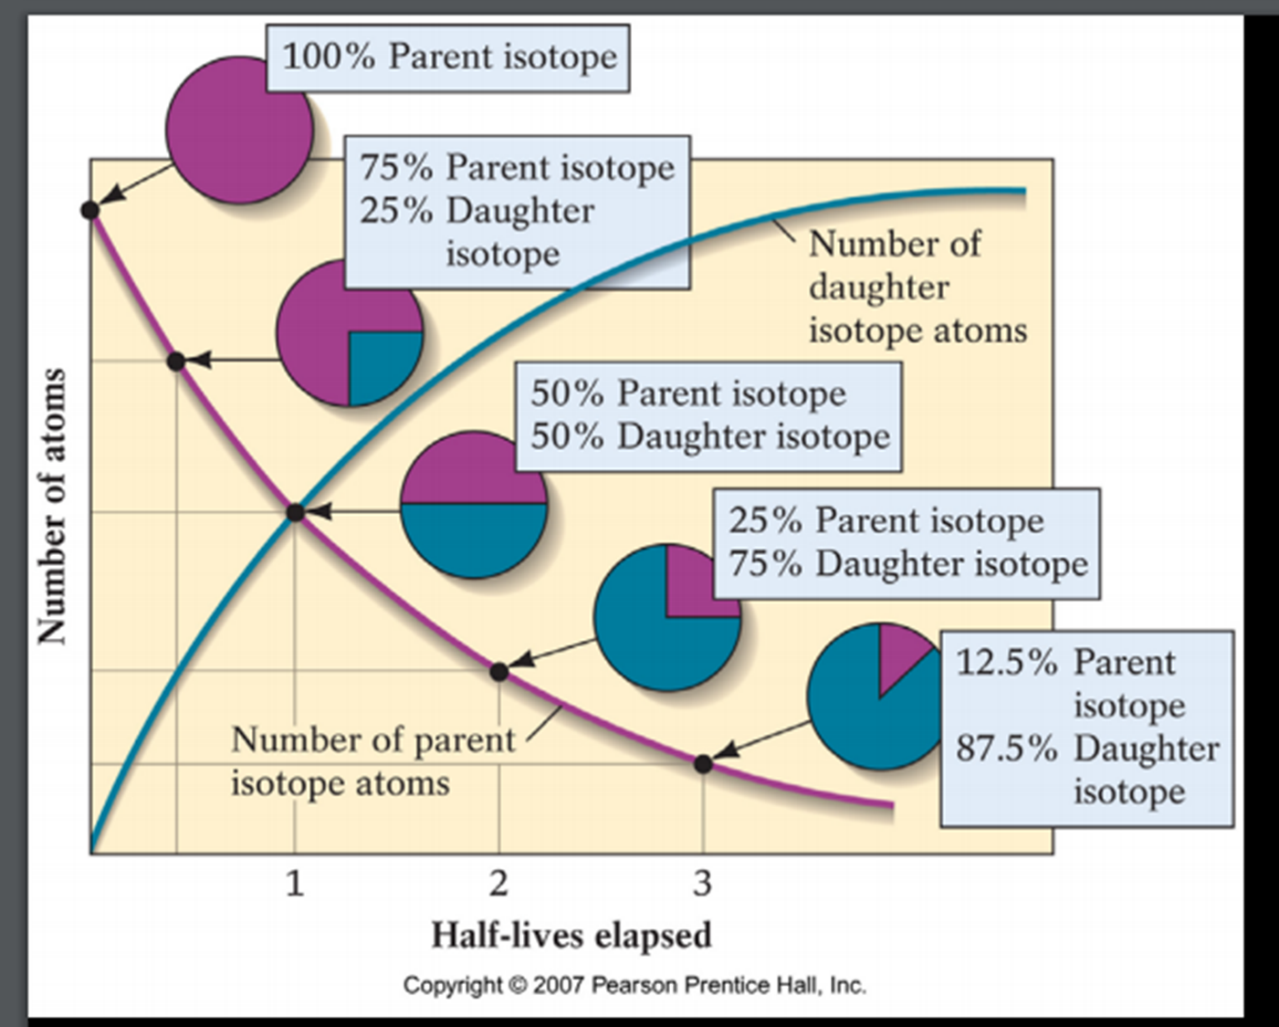 100% Parent isotope
75% Parent isotope
25% Daughter
isotope
Number of
daughter
isotope atoms
50% Parent isotope
50% Daughter isotope
25% Parent isotope
75% Daughter isotope
12.5% Parent
isotope
87.5% Daughter
isotope
Number of parent
isotope atoms
Number of atoms
1 2 3
Half-lives elapsed
Copyright © 2007 Pearson Prentice Hall, Inc.